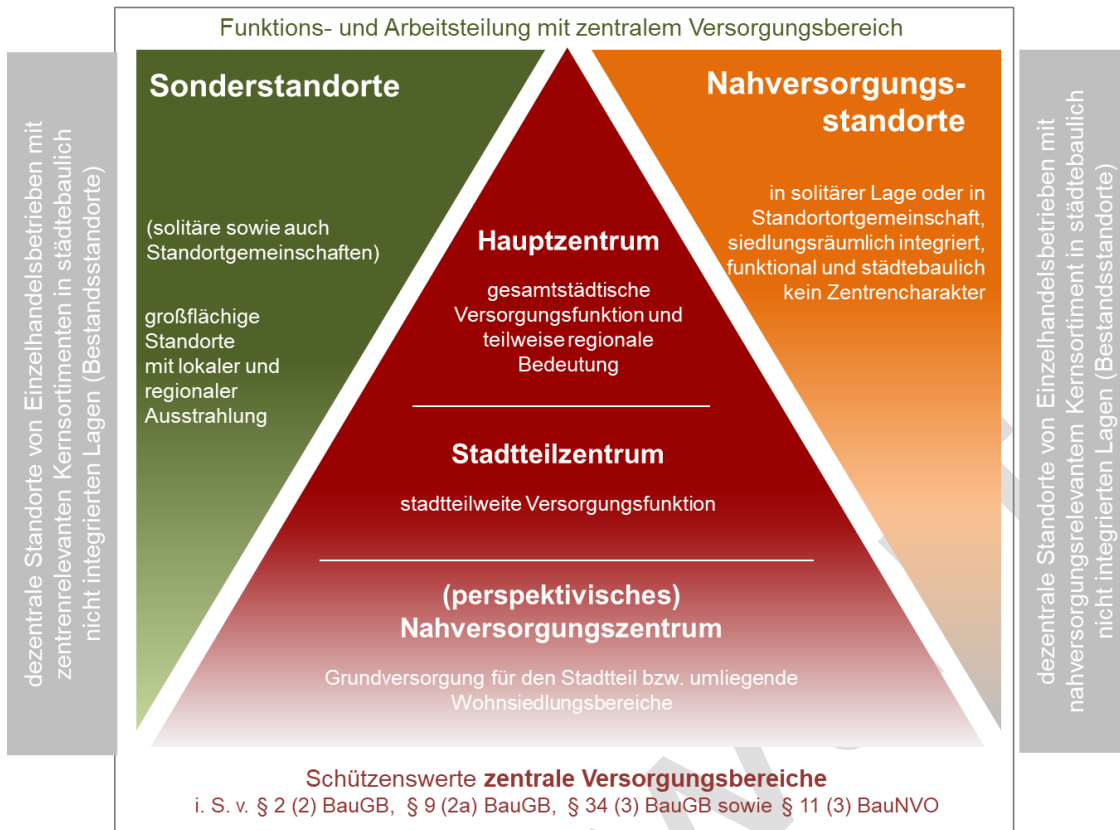 Funktions- und Arbeitsteilung mit zentralem Versorgungsbereich
dezentrale Standorte von Einzelhandelsbetrieben mit
zentrenrelevanten Kernsortimenten in städtebaulich
nicht integrierten Lagen (Bestandsstandorte)
Sonderstandorte
(solitäre sowie auch
Standortgemeinschaften)
großflächige
Standorte
mit lokaler und
regionaler
Ausstrahlung
Hauptzentrum
gesamtstädtische
Versorgungsfunktion und
teilweise regionale
Bedeutung
Stadtteilzentrum
stadtteilweite Versorgungsfunktion
(perspektivisches)
Nahversorgungszentrum
Grundversorgung für den Stadtteil bzw. umliegende
Wohnsiedlungsbereiche
Nahversorgungs-
standorte
in solitärer Lage oder in
Standortortgemeinschaft,
siedlungsräumlich integriert,
funktional und städtebaulich
kein Zentrencharakter
dezentrale Standorte von Einzelhandelsbetrieben mit
nahversorgungsrelevantem Kernsortiment in städtebaulich
nicht integrierten Lagen (Bestandsstandorte)
Schützenswerte zentrale Versorgungsbereiche
i. S. v. § 2 (2) BauGB, § 9 (2a) BauGB, § 34 (3) BauGB sowie § 11 (3) BauNVO